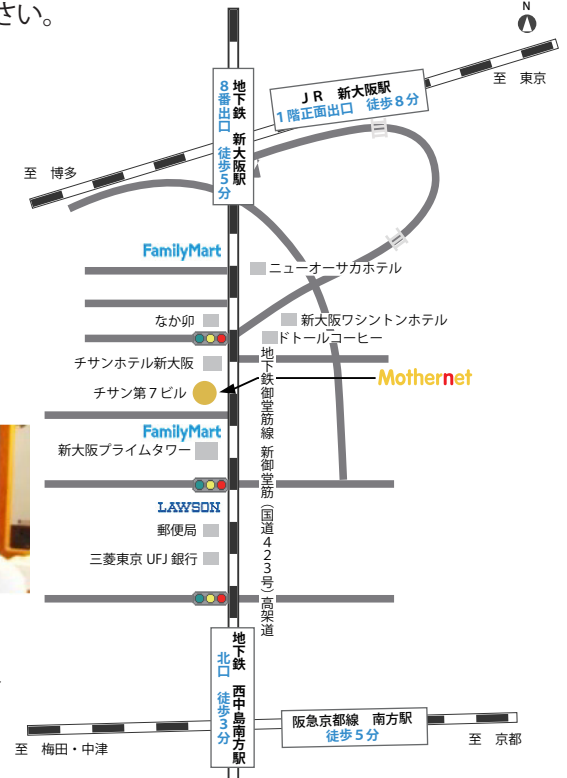 さい。
N
至 東京
JR 新大阪駅
1階正面出口 徒歩8分
地下鉄 新大阪駅
8番出口 徒歩5分
至 博多
FamilyMart
ニューオーサカホテル
なか卯
新大阪ワシントンホテル
ドトールコーヒー
チサンホテル新大阪
チサン第7ビル
Mothernet
地下鉄御堂筋線 新御堂筋(国道423号)高架道
FamilyMart
新大阪プライムタワー
LAWSON
郵便局
三菱東京UFJ銀行
地下鉄 西中島南方駅
北口 徒歩3分
阪急京都線 南方駅
徒歩5分
至 梅田・中津
至 京都